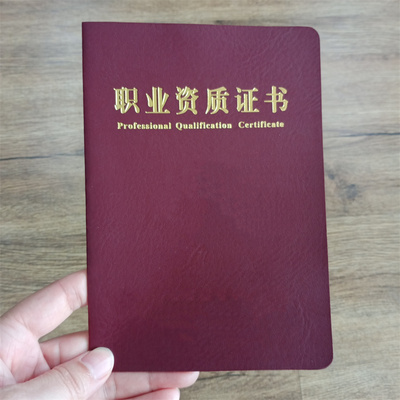 职业资质证书
Professional Qualification Certificate